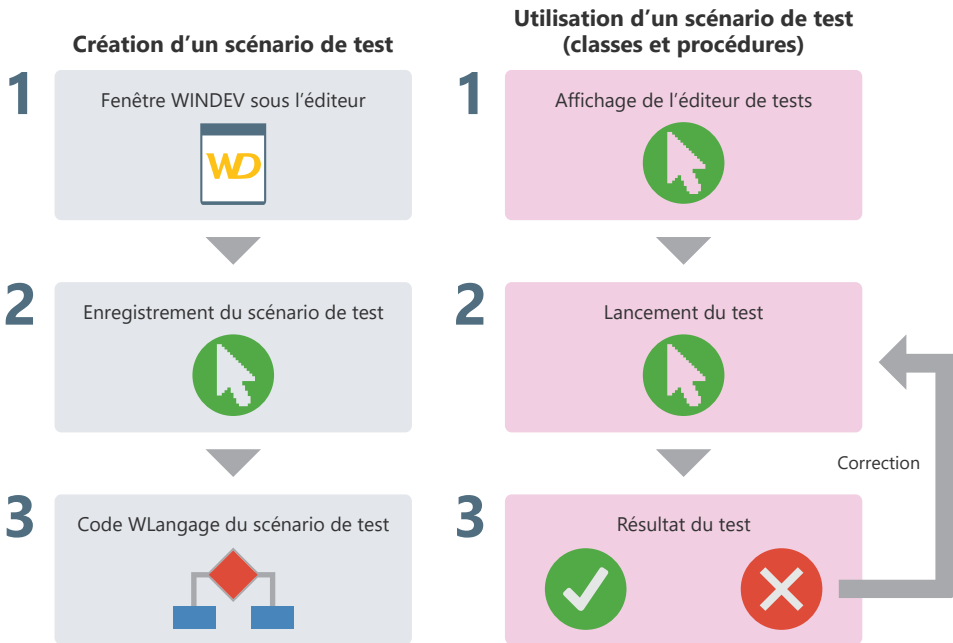 Création d'un scénario de test
1
Fenêtre WINDEV sous l'éditeur
WD
2
Enregistrement du scénario de test
3
Code WLangage du scénario de test
Utilisation d'un scénario de test
(classes et procédures)
1
Affichage de l'éditeur de tests
2
Lancement du test
Correction
3
Résultat du test